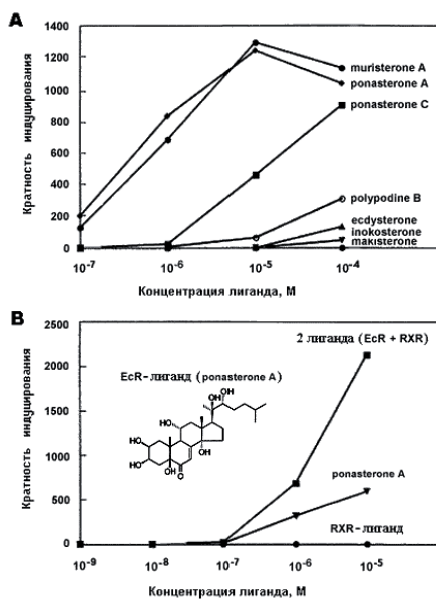 A
Кратность индуцирования
1400
1200
1000
800
600
400
200
0
muristerone A
ponasterone A
ponasterone C
polypodine B
ecdysterone
inokosterone
makisterone
10-7
10-6
10-5
10-4
Концентрация лиганда, М
B
Кратность индуцирования
2500
2000
1500
1000
500
0
2 лиганда (EcR + RXR)
EcR-лиганд (ponasterone A)
OH
OH
HO
OH
HO
HO
OH
O
ponasterone A
RXR-лиганд
10-9
10-8
10-7
10-6
10-5
Концентрация лиганда, М